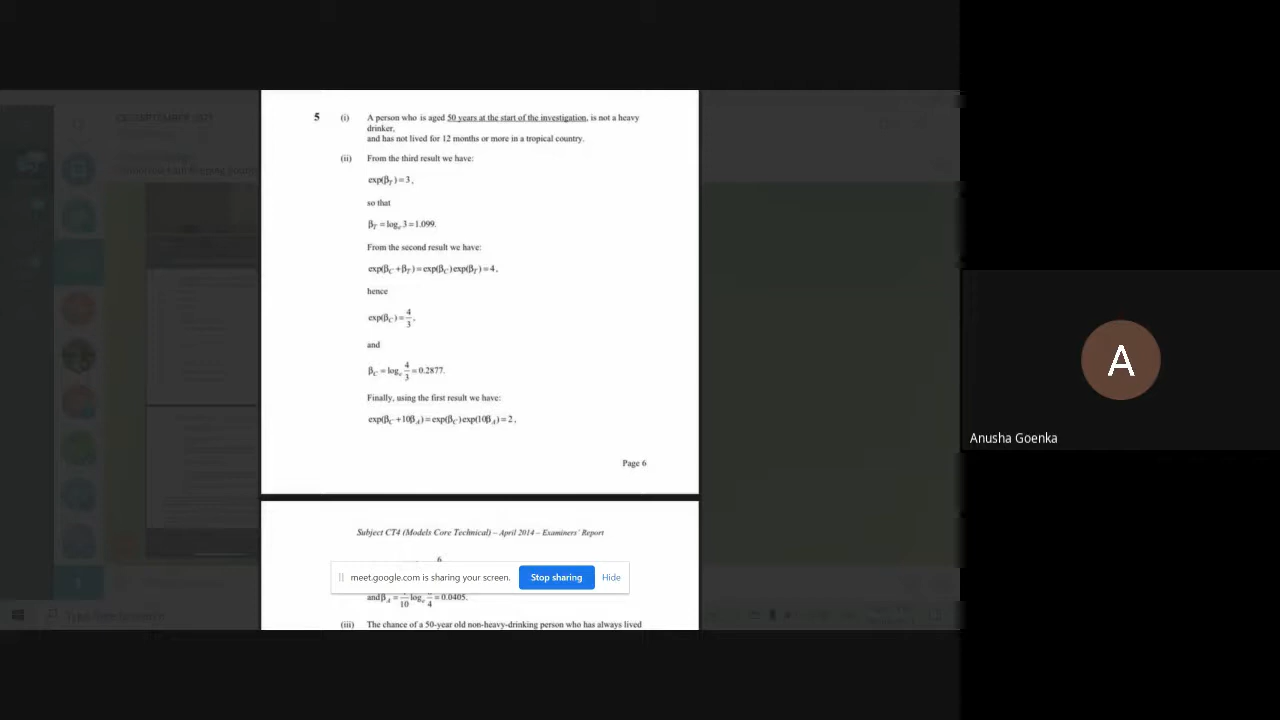 5 (i) A person who is aged 50 years at the start of the investigation, is not a heavy
drinker,
and has not lived for 12 months or more in a tropical country.
(ii) From the third result we have:
exp(β_T) = 3,
so that
β_T = log_e 3 = 1.099.
From the second result we have:
exp(β_C + β_T) = exp(β_C) exp(β_T) = 4,
hence
exp(β_C) = 4/3,
and
β_C = log_e 4/3 = 0.2877.
Finally, using the first result we have:
exp(β_C + 10β_A) = exp(β_C) exp(10β_A) = 2,
Page 6
Subject CT4 (Models Core Technical) – April 2014 – Examiners' Report
6
meet.google.com is sharing your screen. Stop sharing Hide
and β_A = /10 log_e /4 = 0.0405.
(iii) The chance of a 50-year old non-heavy-drinking person who has always lived
A
Anusha Goenka